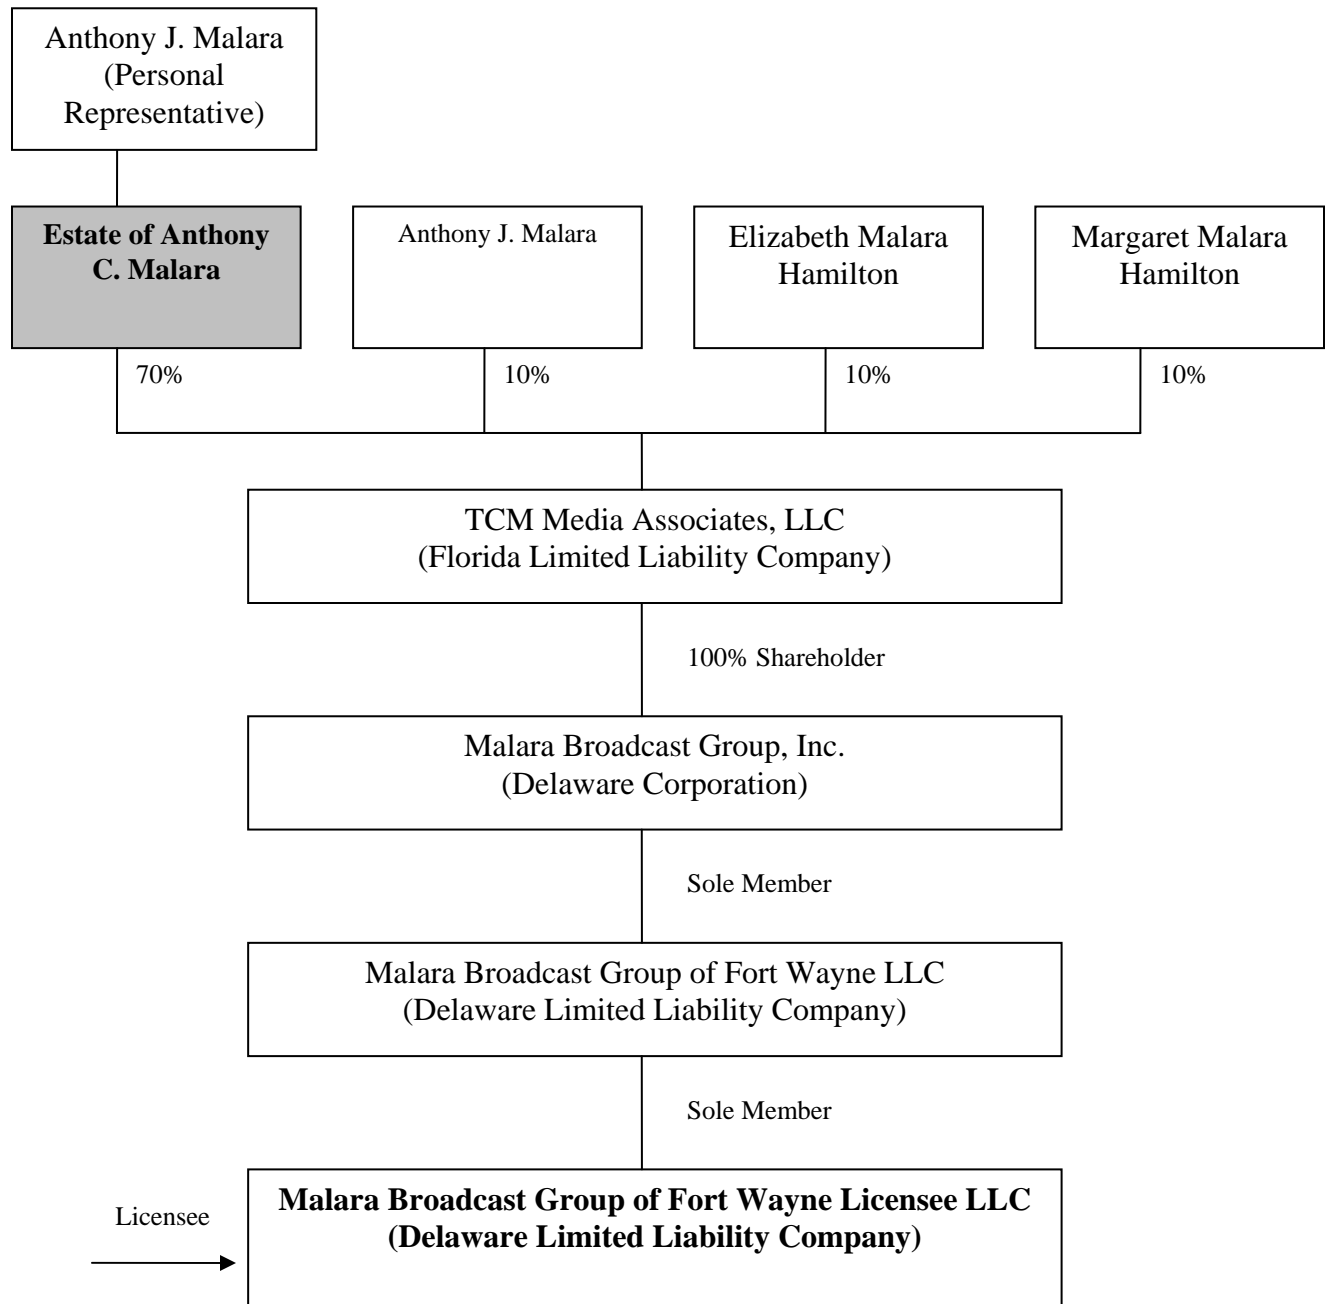 Anthony J. Malara
(Personal
Representative)
Estate of Anthony
C. Malara
Anthony J. Malara
Elizabeth Malara
Hamilton
Margaret Malara
Hamilton
70%
10%
10%
10%
TCM Media Associates, LLC
(Florida Limited Liability Company)
100% Shareholder
Malara Broadcast Group, Inc.
(Delaware Corporation)
Sole Member
Malara Broadcast Group of Fort Wayne LLC
(Delaware Limited Liability Company)
Sole Member
Licensee
Malara Broadcast Group of Fort Wayne Licensee LLC
(Delaware Limited Liability Company)